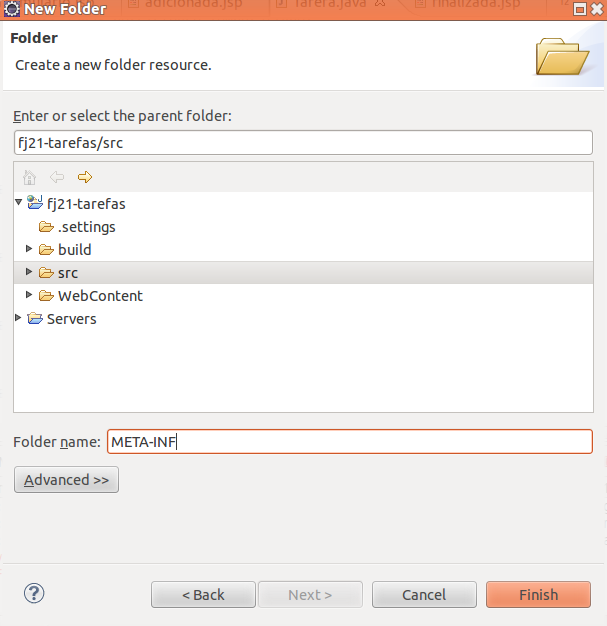 New Folder
adicionada.jsp
Tarefa.java
finalizada.jsp
Folder
Create a new folder resource.
Enter or select the parent folder:
fj21-tarefas/src
fj21-tarefas
.settings
build
src
WebContent
Servers
Folder name: META-INF
Advanced >>
< Back Next > Cancel Finish